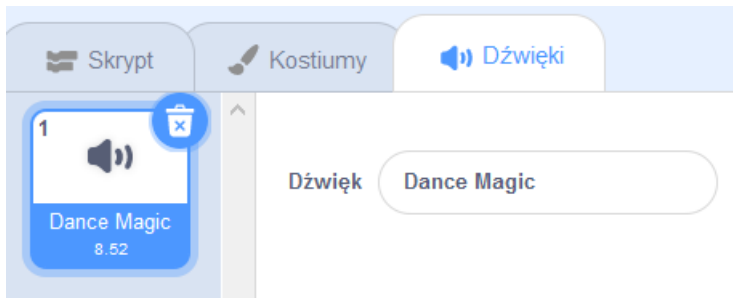 Skrypt
Kostiumy
Dźwięki
1
Dance Magic
8.52
Dźwięk
Dance Magic